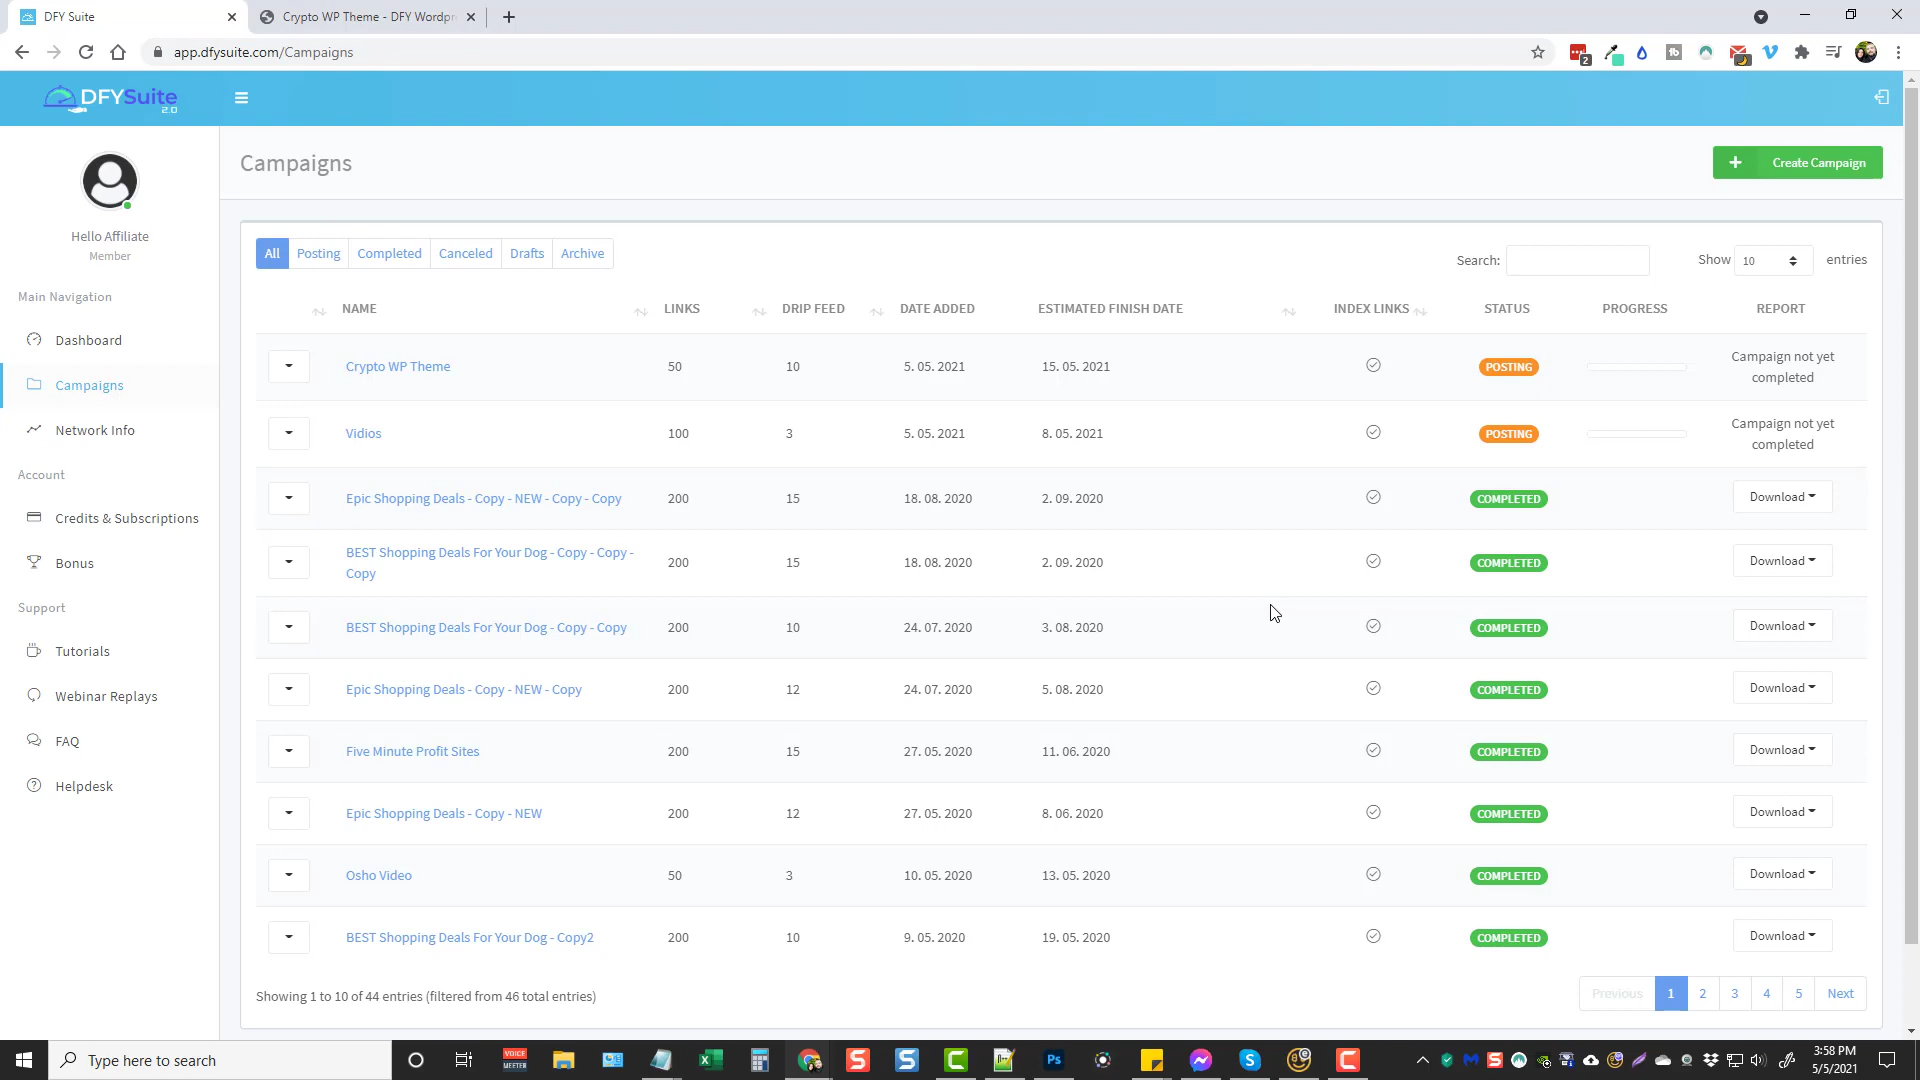 DFY Suite
Crypto WP Theme - DFY Wordpr
app.dfysuite.com/Campaigns
2
DFYSuite
2.0
Campaigns
Create Campaign
Hello Affiliate
Member
Main Navigation
Dashboard
Campaigns
Network Info
Account
Credits & Subscriptions
Bonus
Support
Tutorials
Webinar Replays
FAQ
Helpdesk
All Posting Completed Canceled Drafts Archive
Search:
Show 10 entries
NAME LINKS DRIP FEED DATE ADDED ESTIMATED FINISH DATE INDEX LINKS STATUS PROGRESS REPORT
Crypto WP Theme 50 10 5. 05. 2021 15. 05. 2021 POSTING Campaign not yet
completed
Vidios 100 3 5. 05. 2021 8. 05. 2021 POSTING Campaign not yet
completed
Epic Shopping Deals - Copy - NEW - Copy - Copy 200 15 18. 08. 2020 2. 09. 2020 COMPLETED Download
BEST Shopping Deals For Your Dog - Copy - Copy -
Copy 200 15 18. 08. 2020 2. 09. 2020 COMPLETED Download
BEST Shopping Deals For Your Dog - Copy - Copy 200 10 24. 07. 2020 3. 08. 2020 COMPLETED Download
Epic Shopping Deals - Copy - NEW - Copy 200 12 24. 07. 2020 5. 08. 2020 COMPLETED Download
Five Minute Profit Sites 200 15 27. 05. 2020 11. 06. 2020 COMPLETED Download
Epic Shopping Deals - Copy - NEW 200 12 27. 05. 2020 8. 06. 2020 COMPLETED Download
Osho Video 50 3 10. 05. 2020 13. 05. 2020 COMPLETED Download
BEST Shopping Deals For Your Dog - Copy2 200 10 9. 05. 2020 19. 05. 2020 COMPLETED Download
Showing 1 to 10 of 44 entries (filtered from 46 total entries)
Previous 1 2 3 4 5 Next
Type here to search
VOICE
MEETER
Ps
3:58 PM
5/5/2021